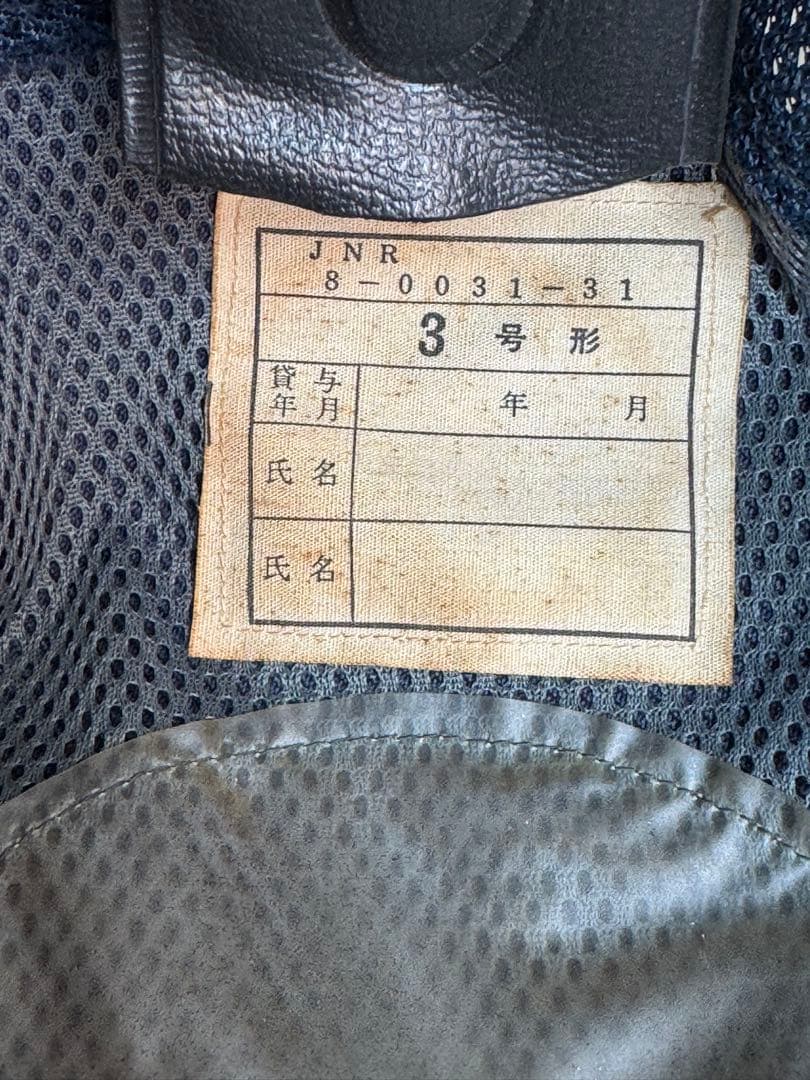 JNR
8-0031-31
3号形
貸与
年月 年 月
氏名
氏名